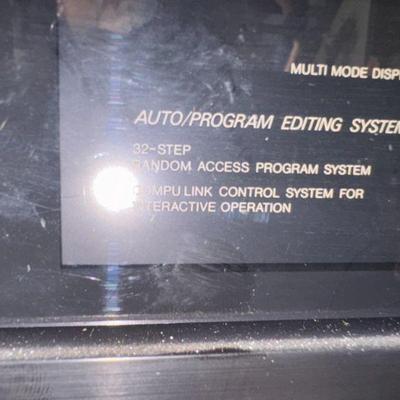 MULTI MODE DISP
AUTO/PROGRAM EDITING SYSTEM
32-STEP
RANDOM ACCESS PROGRAM SYSTEM
COMPU LINK CONTROL SYSTEM FOR
INTERACTIVE OPERATION